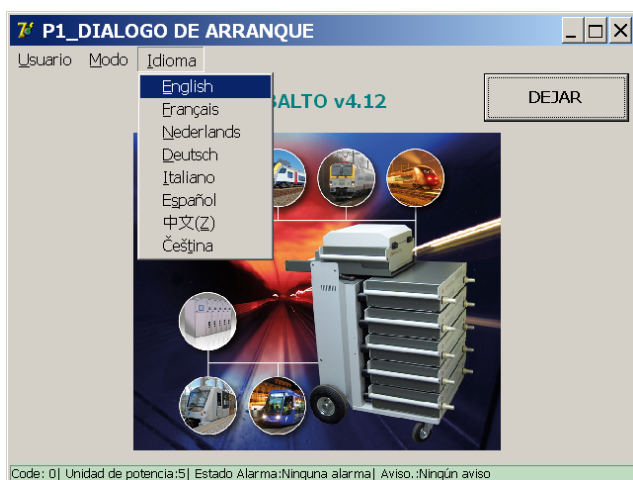 P1_DIALOGO DE ARRANQUE
Usuario Modo Idioma
English
Français
Nederlands
Deutsch
Italiano
Español
中文(Z)
Čeština
BALTO v4.12
DEJAR
Code: 0| Unidad de potencia:5| Estado Alarma:Ninguna alarma| Aviso.:Ningún aviso